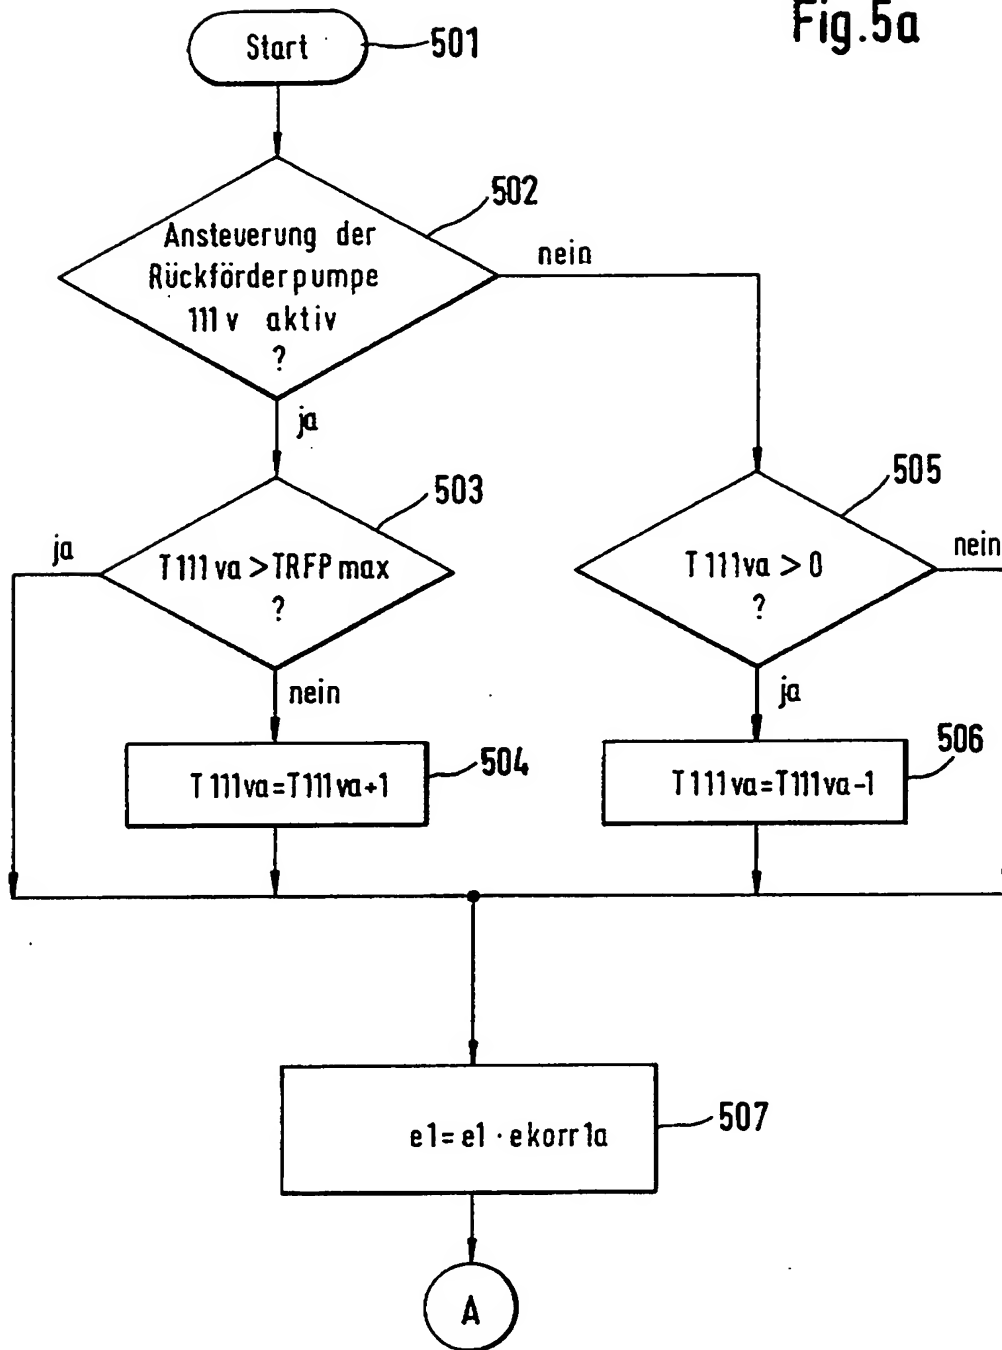 Fig.5a
Start
501
502
Ansteuerung der
Rückförderpumpe
111v aktiv
?
nein
ja
503
505
ja
T111va>TRFPmax
?
T111va>0
?
nein
nein
ja
504
T111va=T111va+1
506
T111va=T111va-1
507
e1=e1·ekorr1a
A